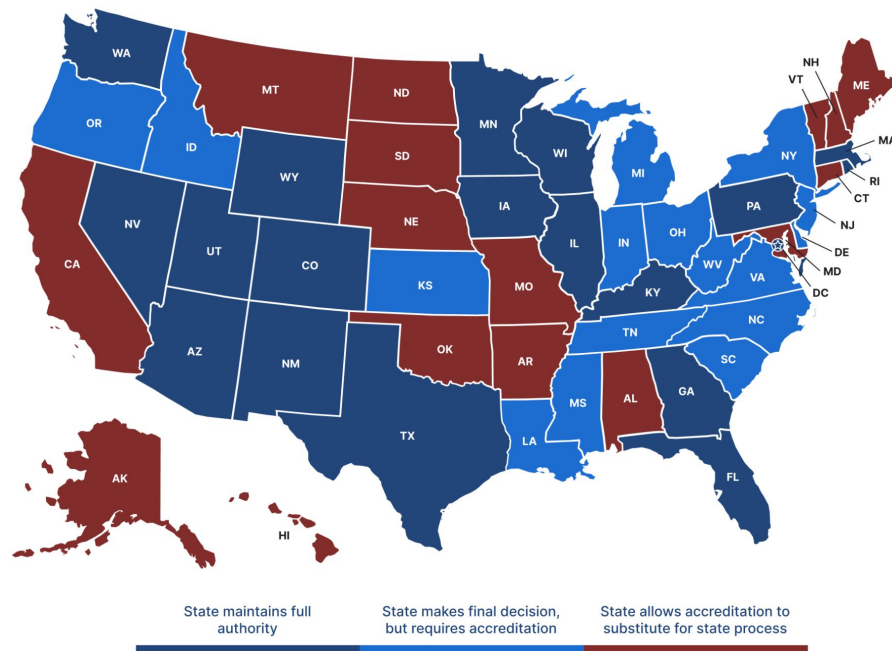 WA
MT
ND
MN
OR
ID
SD
WI
WY
MI
NH
VT
ME
NY
MA
RI
CT
NJ
DE
MD
DC
PA
NE
IA
NV
UT
CO
IL
IN
OH
WV
VA
CA
KS
MO
KY
NC
TN
AZ
NM
OK
AR
SC
TX
LA
MS
AL
GA
FL
AK
HI
State maintains full
authority
State makes final decision,
but requires accreditation
State allows accreditation to
substitute for state process